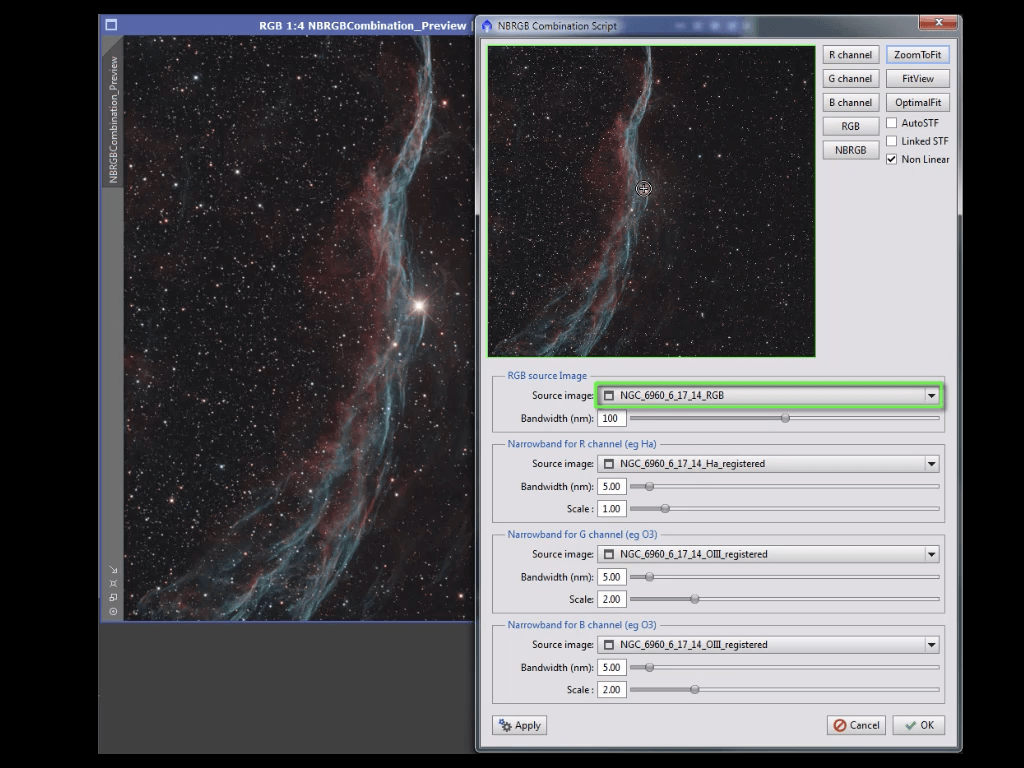 RGB 1:4 NBRGBCombination_Preview
NBRGBCombination_Preview
NBRGB Combination Script
R channel
ZoomToFit
G channel
FitView
B channel
OptimalFit
RGB
AutoSTF
Linked STF
NBRGB
Non Linear
RGB source Image
Source image: NGC_6960_6_17_14_RGB
Bandwidth (nm): 100
Narrowband for R channel (eg Ha)
Source image: NGC_6960_6_17_14_Ha_registered
Bandwidth (nm): 5.00
Scale : 1.00
Narrowband for G channel (eg O3)
Source image: NGC_6960_6_17_14_OIII_registered
Bandwidth (nm): 5.00
Scale: 2.00
Narrowband for B channel (eg O3)
Source image: NGC_6960_6_17_14_OIII_registered
Bandwidth (nm): 5.00
Scale : 2.00
Apply
Cancel
OK